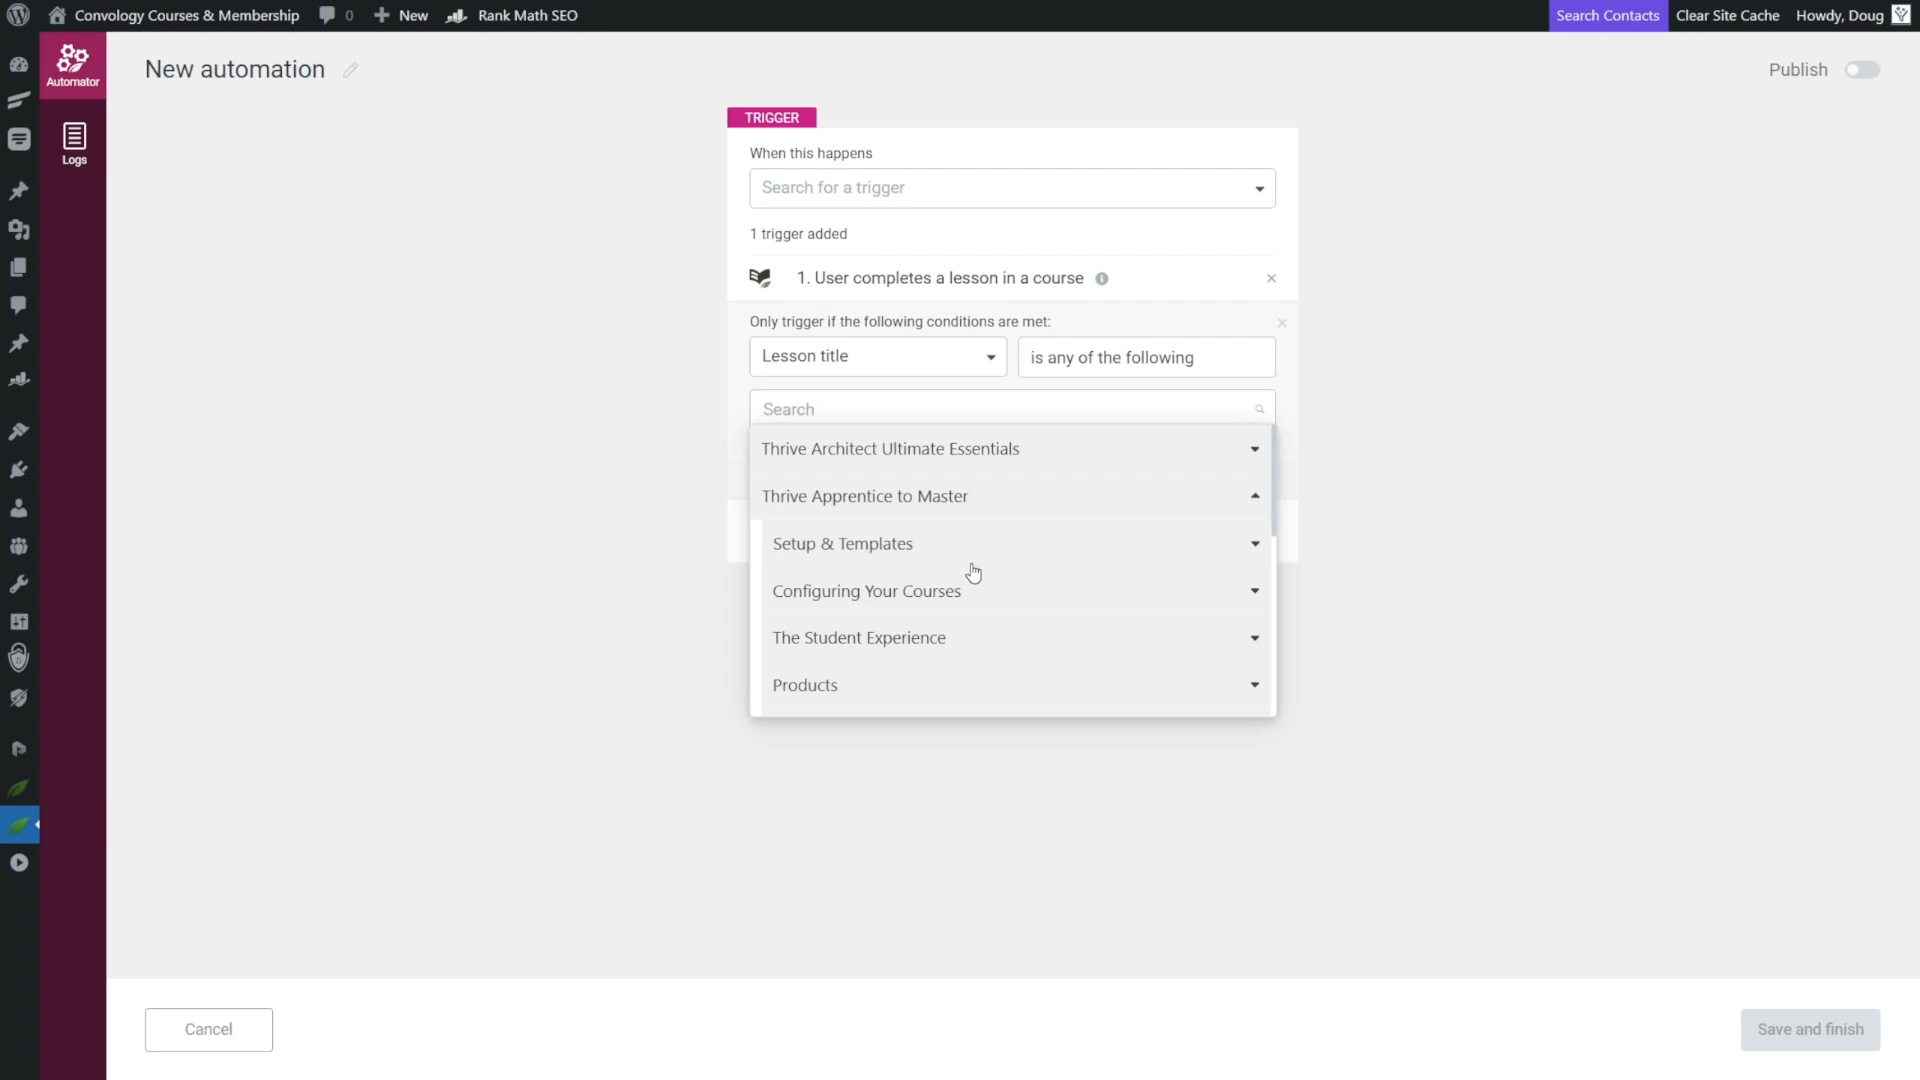 Convology Courses & Membership
0
New
Rank Math SEO
Search Contacts
Clear Site Cache
Howdy, Doug
Automator
Logs
New automation
Publish
TRIGGER
When this happens
Search for a trigger
1 trigger added
1. User completes a lesson in a course
Only trigger if the following conditions are met:
Lesson title
is any of the following
Search
Thrive Architect Ultimate Essentials
Thrive Apprentice to Master
Setup & Templates
Configuring Your Courses
The Student Experience
Products
Cancel
Save and finish